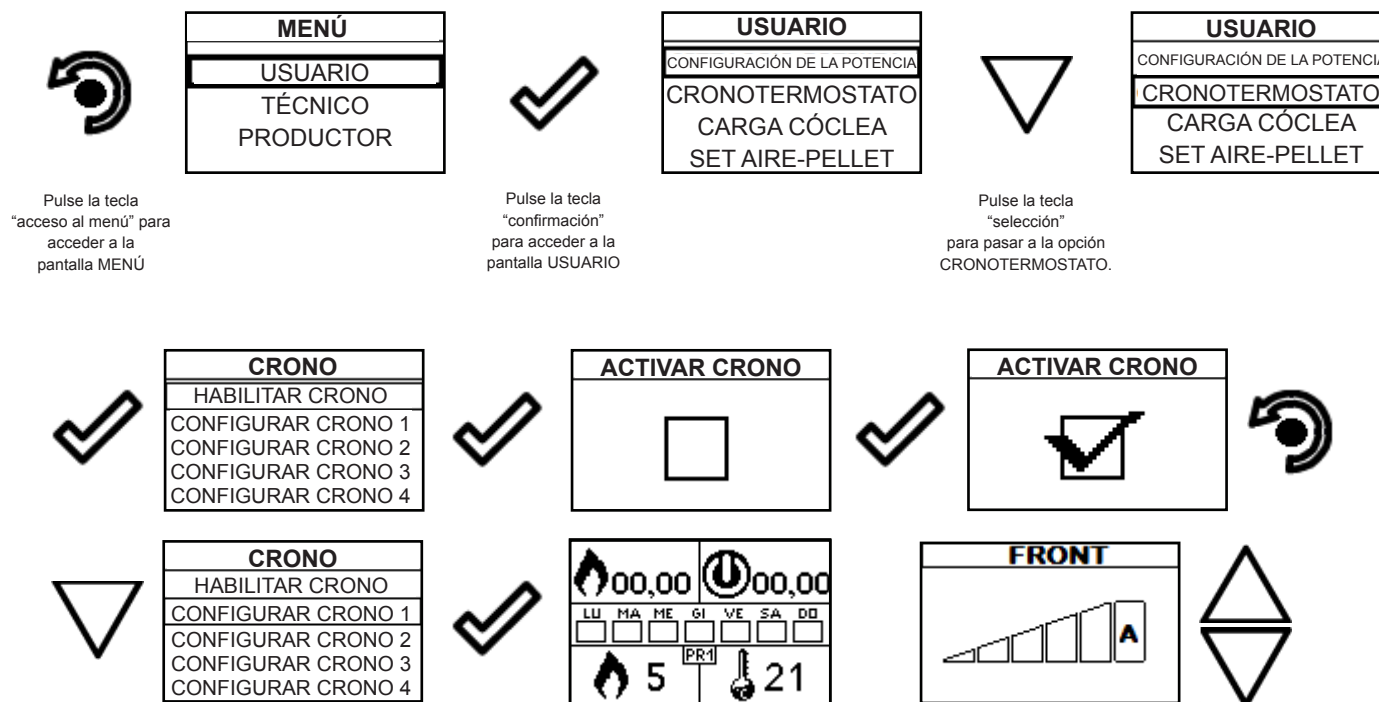 MENÚ
USUARIO
TÉCNICO
PRODUCTOR
USUARIO
CONFIGURACIÓN DE LA POTENCIA
CRONOTERMOSTATO
CARGA CÓCLEA
SET AIRE-PELLET
USUARIO
CONFIGURACIÓN DE LA POTENCIA
CRONOTERMOSTATO
CARGA CÓCLEA
SET AIRE-PELLET
Pulse la tecla
“acceso al menú” para
acceder a la
pantalla MENÚ
Pulse la tecla
“confirmación”
para acceder a la
pantalla USUARIO
Pulse la tecla
“selección”
para pasar a la opción
CRONOTERMOSTATO.
CRONO
HABILITAR CRONO
CONFIGURAR CRONO 1
CONFIGURAR CRONO 2
CONFIGURAR CRONO 3
CONFIGURAR CRONO 4
ACTIVAR CRONO
ACTIVAR CRONO
CRONO
HABILITAR CRONO
CONFIGURAR CRONO 1
CONFIGURAR CRONO 2
CONFIGURAR CRONO 3
CONFIGURAR CRONO 4
00,00 00,00
LU MA ME GI VE SA DO
PR1
5 21
FRONT
A